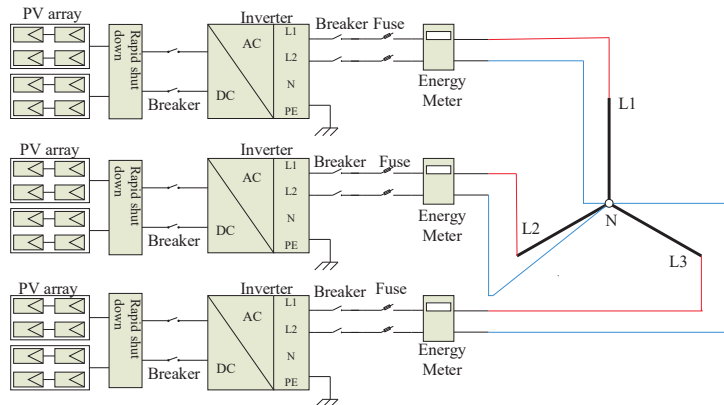 PV array
Rapid shut
down
Breaker
Inverter
AC
DC
L1
L2
N
PE
Breaker
Fuse
Energy
Meter
PV array
Rapid shut
down
Breaker
Inverter
AC
DC
L1
L2
N
PE
Breaker
Fuse
Energy
Meter
PV array
Rapid shut
down
Breaker
Inverter
AC
DC
L1
L2
N
PE
Breaker
Fuse
Energy
Meter
L1
L2
N
L3